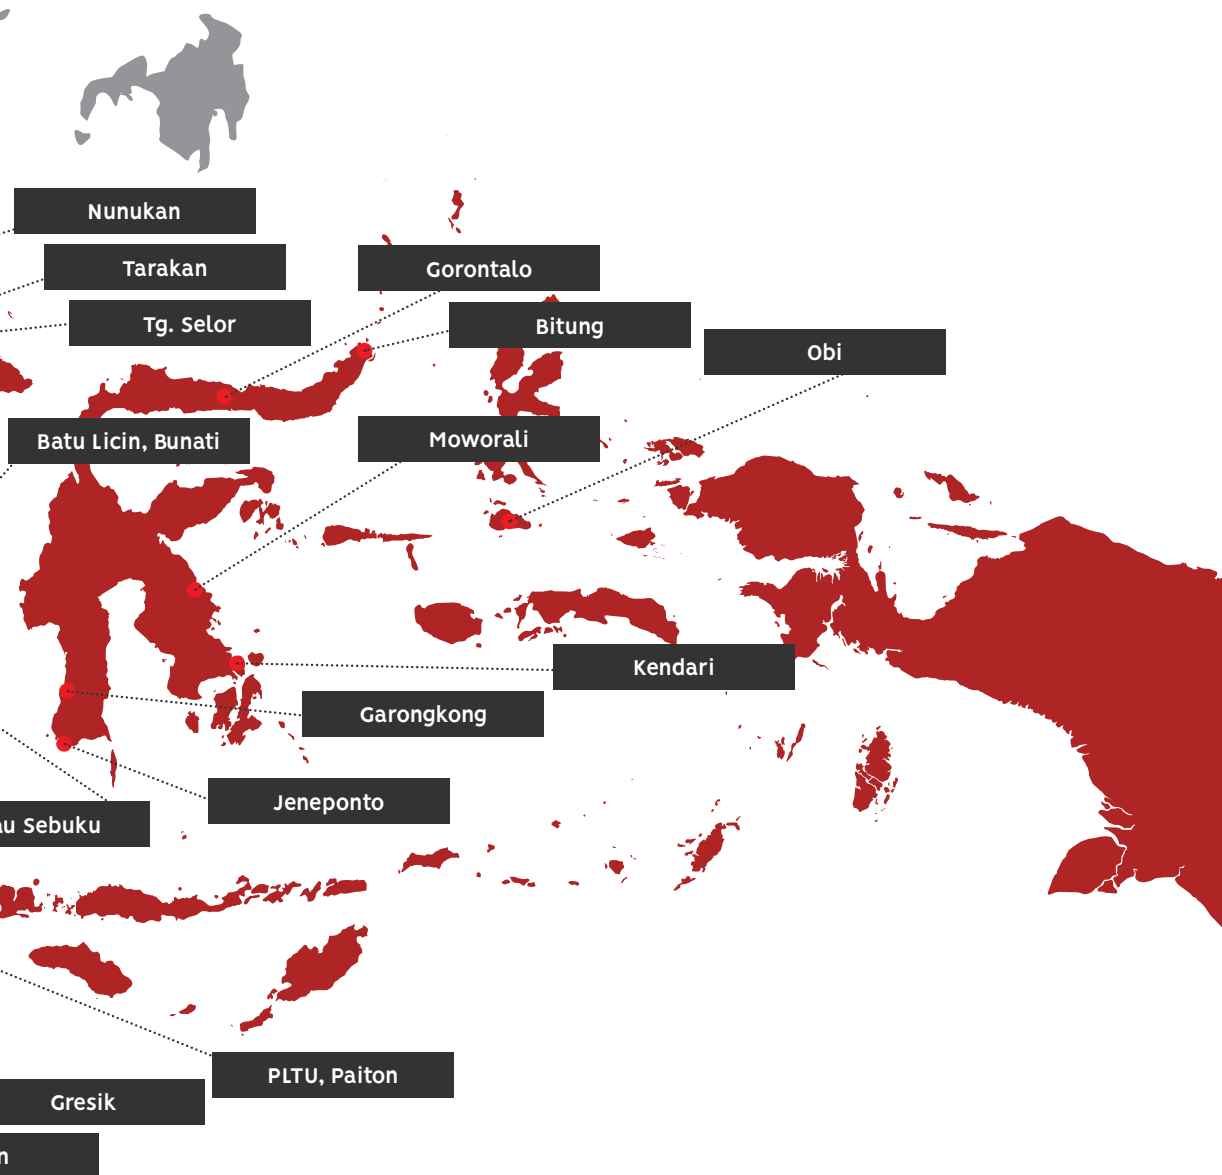 Nunukan
Tarakan
Gorontalo
Tg. Selor
Bitung
Obi
Batu Licin, Bunati
Moworali
Kendari
Garongkong
Jeneponto
Sebuku
PLTU, Paiton
Gresik